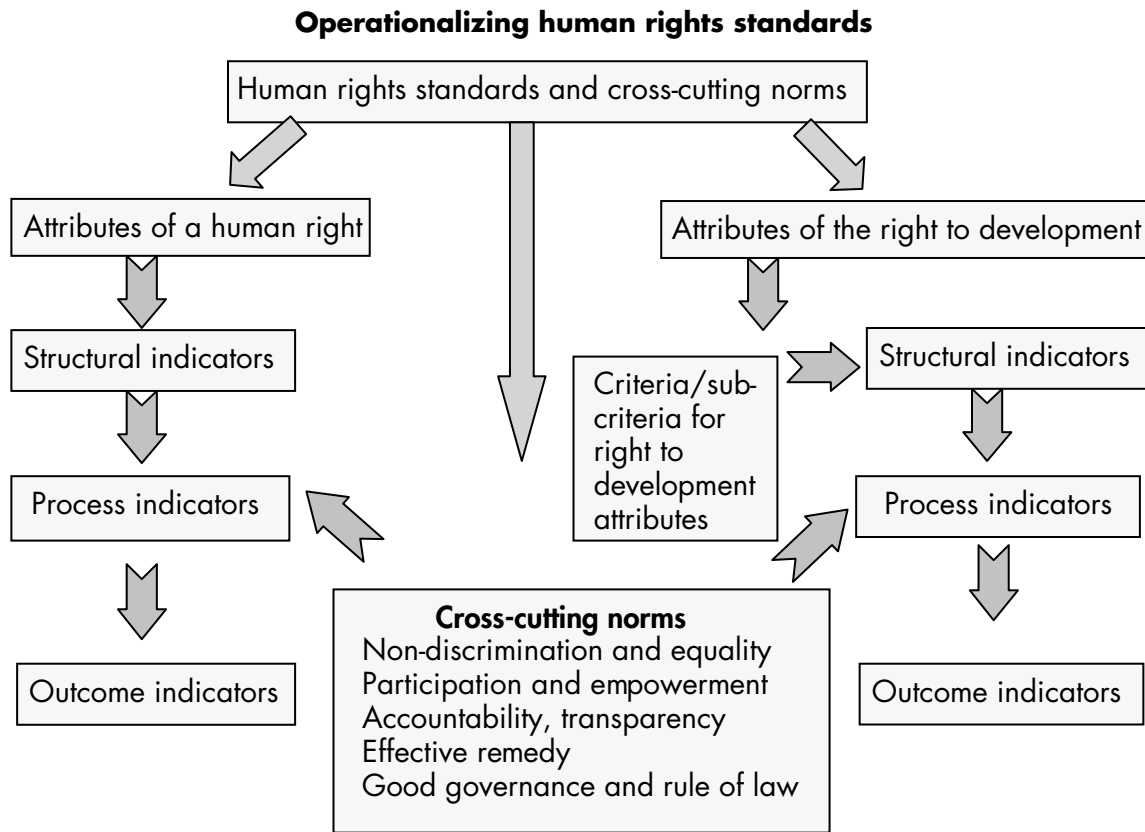 Operationalizing human rights standards
Human rights standards and cross-cutting norms
Attributes of a human right
Attributes of the right to development
Structural indicators
Criteria/sub-
criteria for
right to
development
attributes
Structural indicators
Process indicators
Process indicators
Cross-cutting norms
Non-discrimination and equality
Participation and empowerment
Accountability, transparency
Effective remedy
Good governance and rule of law
Outcome indicators
Outcome indicators